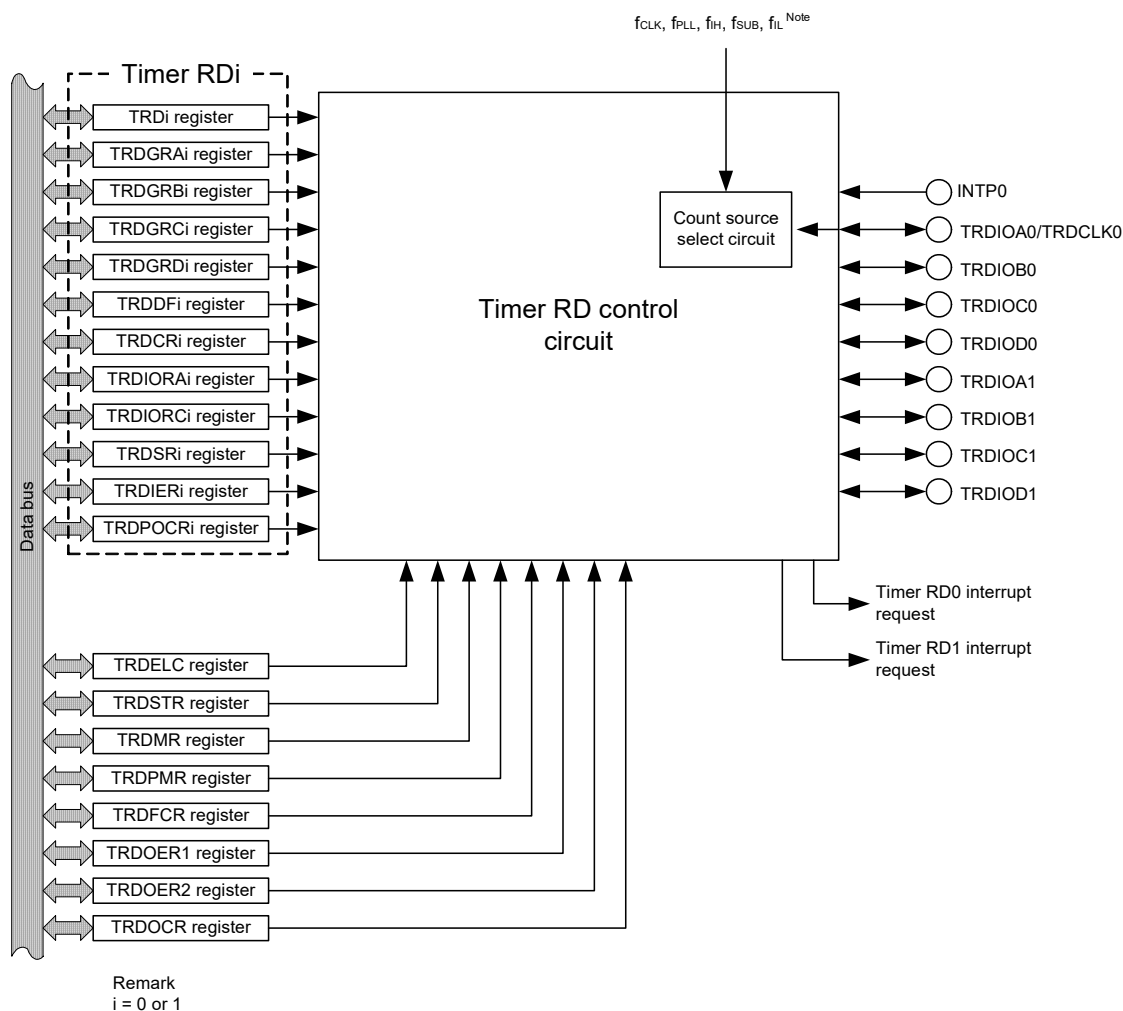 fCLK, fPLL, fIH, fSUB, fIL Note
Timer RDi
TRDi register
TRDGRAi register
TRDGRBi register
TRDGRCi register
TRDGRDi register
TRDDFi register
TRDCRi register
TRDIORAi register
TRDIORCi register
TRDSRi register
TRDIERi register
TRDPOCRi register
Data bus
Count source
select circuit
Timer RD control
circuit
INTP0
TRDIOA0/TRDCLK0
TRDIOB0
TRDIOC0
TRDIOD0
TRDIOA1
TRDIOB1
TRDIOC1
TRDIOD1
Timer RD0 interrupt
request
Timer RD1 interrupt
request
TRDELC register
TRDSTR register
TRDMR register
TRDPMR register
TRDFCR register
TRDOER1 register
TRDOER2 register
TRDOCR register
Remark
i = 0 or 1